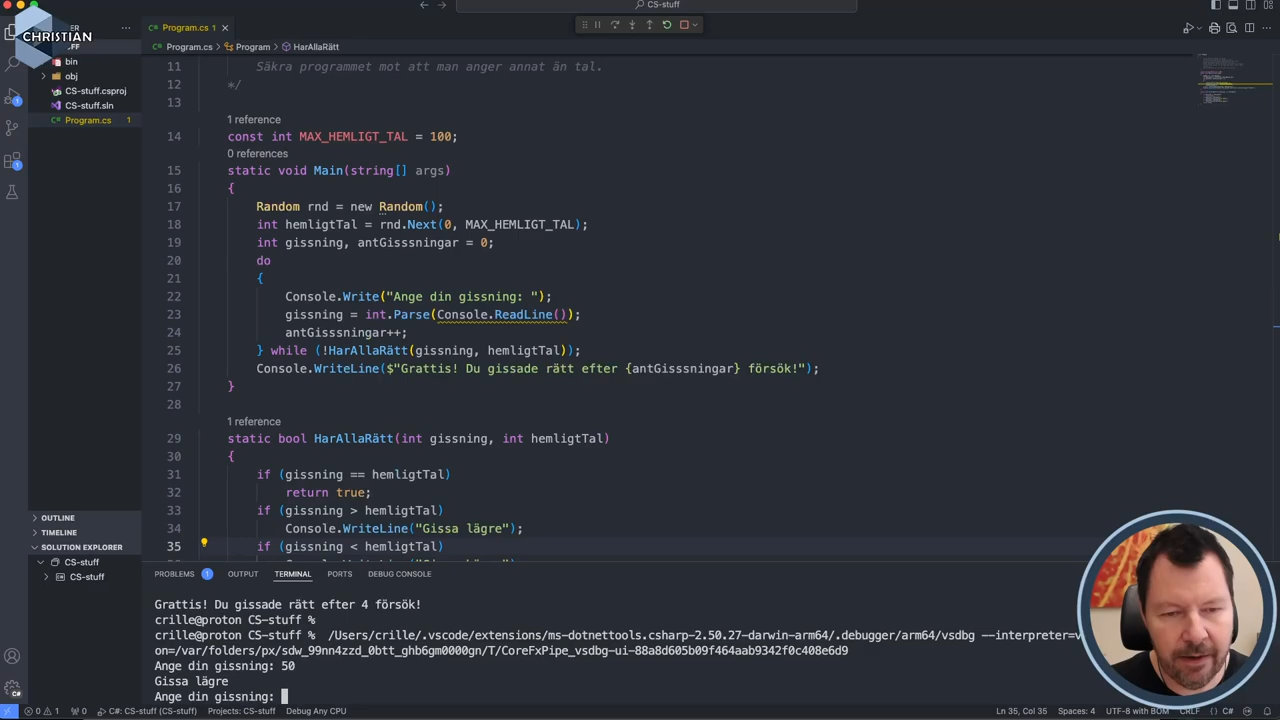 CS-stuff
CHRISTIAN
Program.cs 1
Program.cs > Program > HarAllaRätt
bin
obj
CS-stuff.csproj
CS-stuff.sln
Program.cs 1
11 Säkra programmet mot att man anger annat än tal.
12 */
13
1 reference
14 const int MAX_HEMLIGT_TAL = 100;
0 references
15 static void Main(string[] args)
16 {
17 Random rnd = new Random();
18 int hemligtTal = rnd.Next(0, MAX_HEMLIGT_TAL);
19 int gissning, antGisssningar = 0;
20 do
21 {
22 Console.Write("Ange din gissning: ");
23 gissning = int.Parse(Console.ReadLine());
24 antGisssningar++;
25 } while (!HarAllaRätt(gissning, hemligtTal));
26 Console.WriteLine($"Grattis! Du gissade rätt efter {antGisssningar} försök!");
27 }
28
1 reference
29 static bool HarAllaRätt(int gissning, int hemligtTal)
30 {
31 if (gissning == hemligtTal)
32 return true;
33 if (gissning > hemligtTal)
34 Console.WriteLine("Gissa lägre");
35 if (gissning < hemligtTal)
OUTLINE
TIMELINE
SOLUTION EXPLORER
CS-stuff
CS-stuff
PROBLEMS 1 OUTPUT TERMINAL PORTS DEBUG CONSOLE
Grattis! Du gissade rätt efter 4 försök!
crille@proton CS-stuff %
crille@proton CS-stuff % /Users/crille/.vscode/extensions/ms-dotnettools.csharp-2.50.27-darwin-arm64/.debugger/arm64/vsdbg --interpreter=v
on=/var/folders/px/sdw_99nn4zzd_0btt_ghb6gm0000gn/T/CoreFxPipe_vsdbg-ui-88a8d605b09f464aab9342f0c408e6d9
Ange din gissning: 50
Gissa lägre
Ange din gissning:
0 1 0 C#: CS-stuff (CS-stuff) Projects: CS-stuff Debug Any CPU Ln 35, Col 35 Spaces: 4 UTF-8 with BOM CRLF {} C#